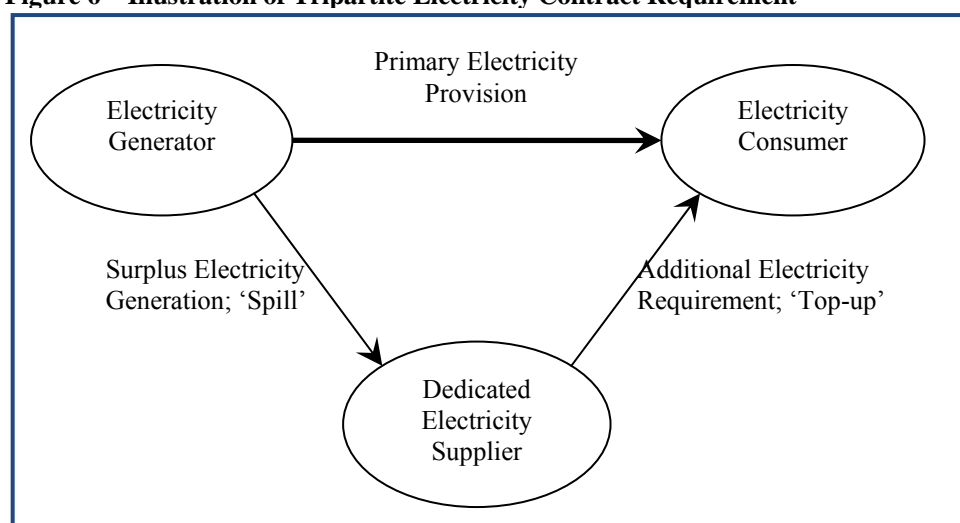 Figure 6 – Illustration of Tripartite Electricity Contract Requirement
Primary Electricity
Provision
Electricity
Generator
Electricity
Consumer
Surplus Electricity
Generation; ‘Spill’
Additional Electricity
Requirement; ‘Top-up’
Dedicated
Electricity
Supplier